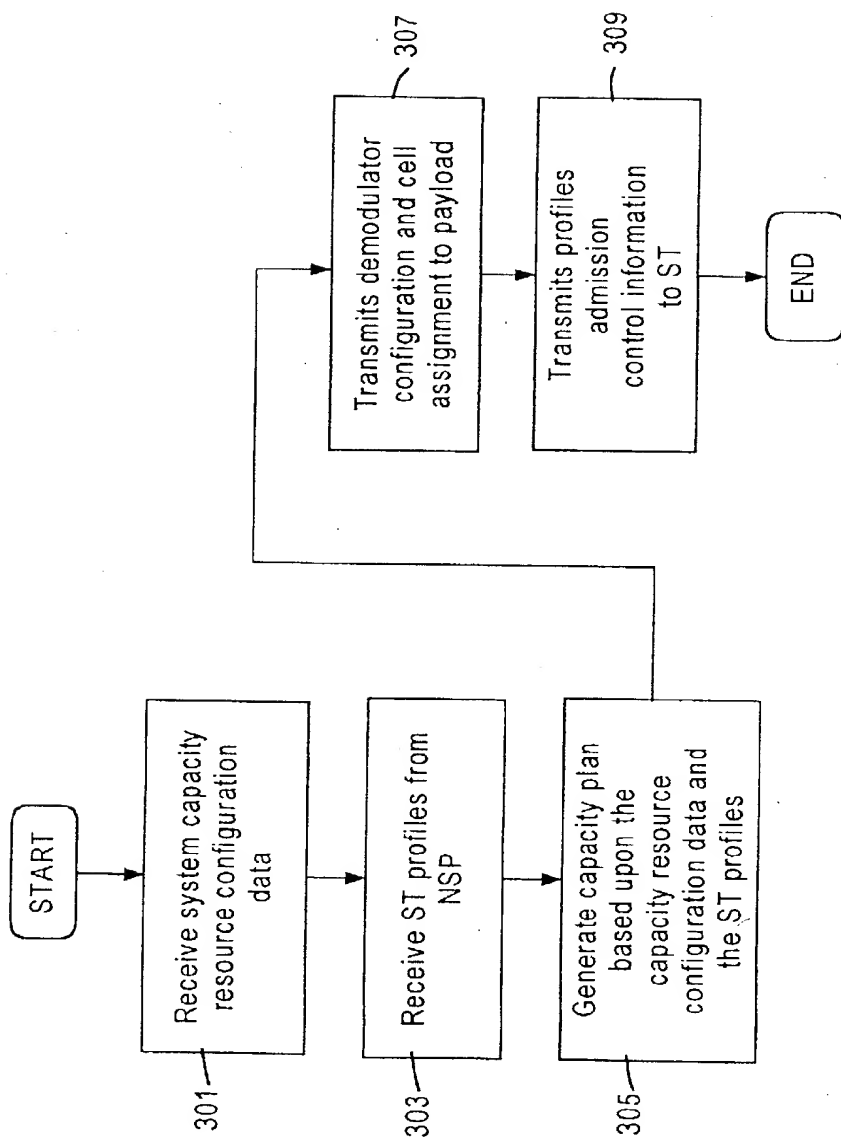 START
301
Receive system capacity
resource configuration
data
303
Receive ST profiles from
NSP
305
Generate capacity plan
based upon the
capacity resource
configuration data and
the ST profiles
307
Transmits demodulator
configuration and cell
assignment to payload
309
Transmits profiles
admission
control information
to ST
END